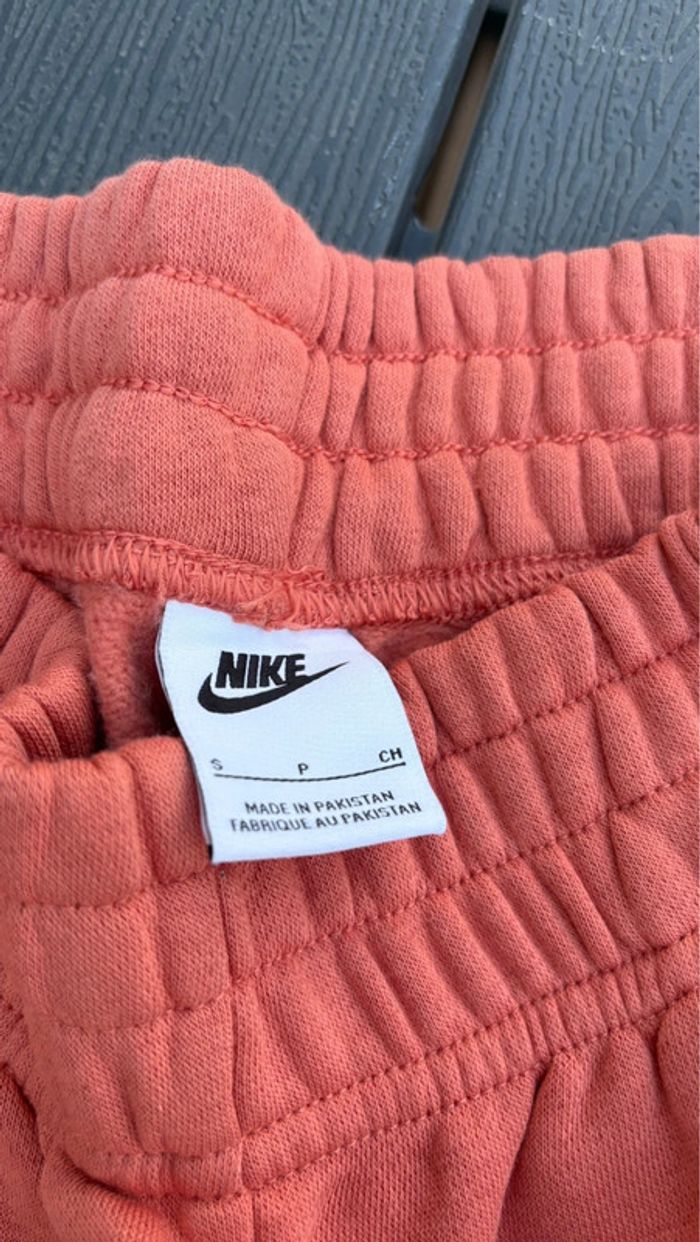 NIKE
S P CH
MADE IN PAKISTAN
FABRIQUE AU PAKISTAN